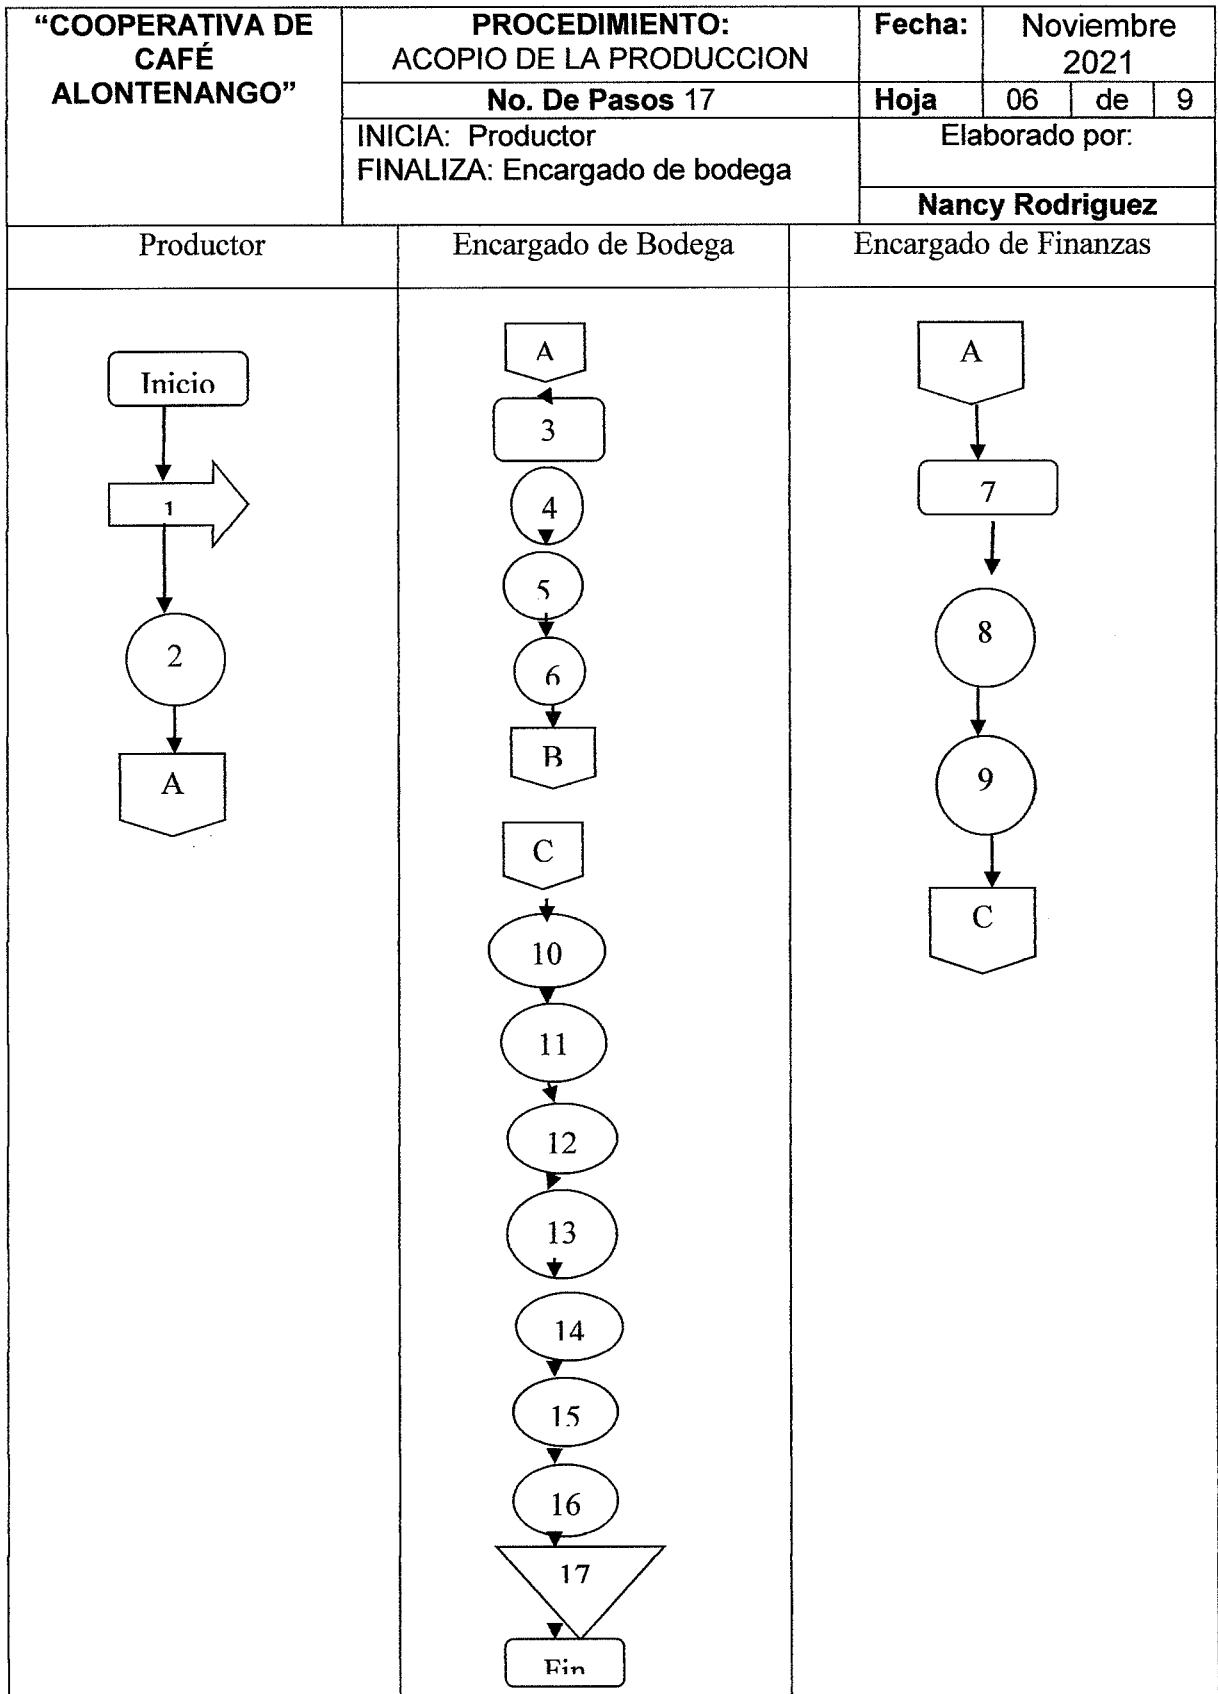 “COOPERATIVA DE
CAFÉ
ALONTENANGO”
PROCEDIMIENTO:
ACOPIO DE LA PRODUCCION
No. De Pasos 17
INICIA: Productor
FINALIZA: Encargado de bodega
Fecha:
Noviembre
2021
Hoja
06
de
9
Elaborado por:
Nancy Rodriguez
Productor
Encargado de Bodega
Encargado de Finanzas
Inicio
1
2
A
A
3
4
5
6
B
C
10
11
12
13
14
15
16
17
Fin
A
7
8
9
C